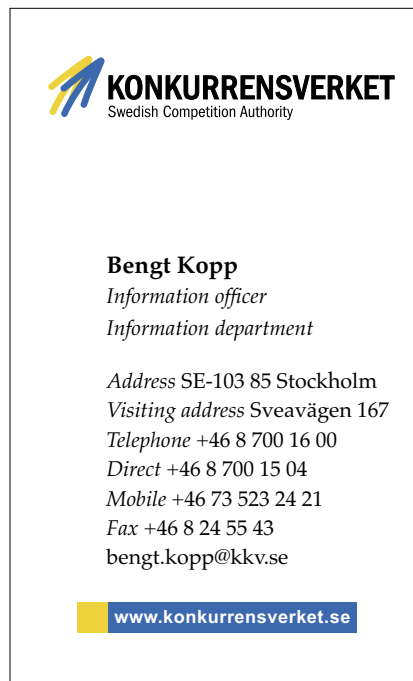 KONKURRENSVERKET
Swedish Competition Authority
Bengt Kopp
Information officer
Information department
Address SE-103 85 Stockholm
Visiting address Sveavägen 167
Telephone +46 8 700 16 00
Direct +46 8 700 15 04
Mobile +46 73 523 24 21
Fax +46 8 24 55 43
bengt.kopp@kkv.se
www.konkurrensverket.se